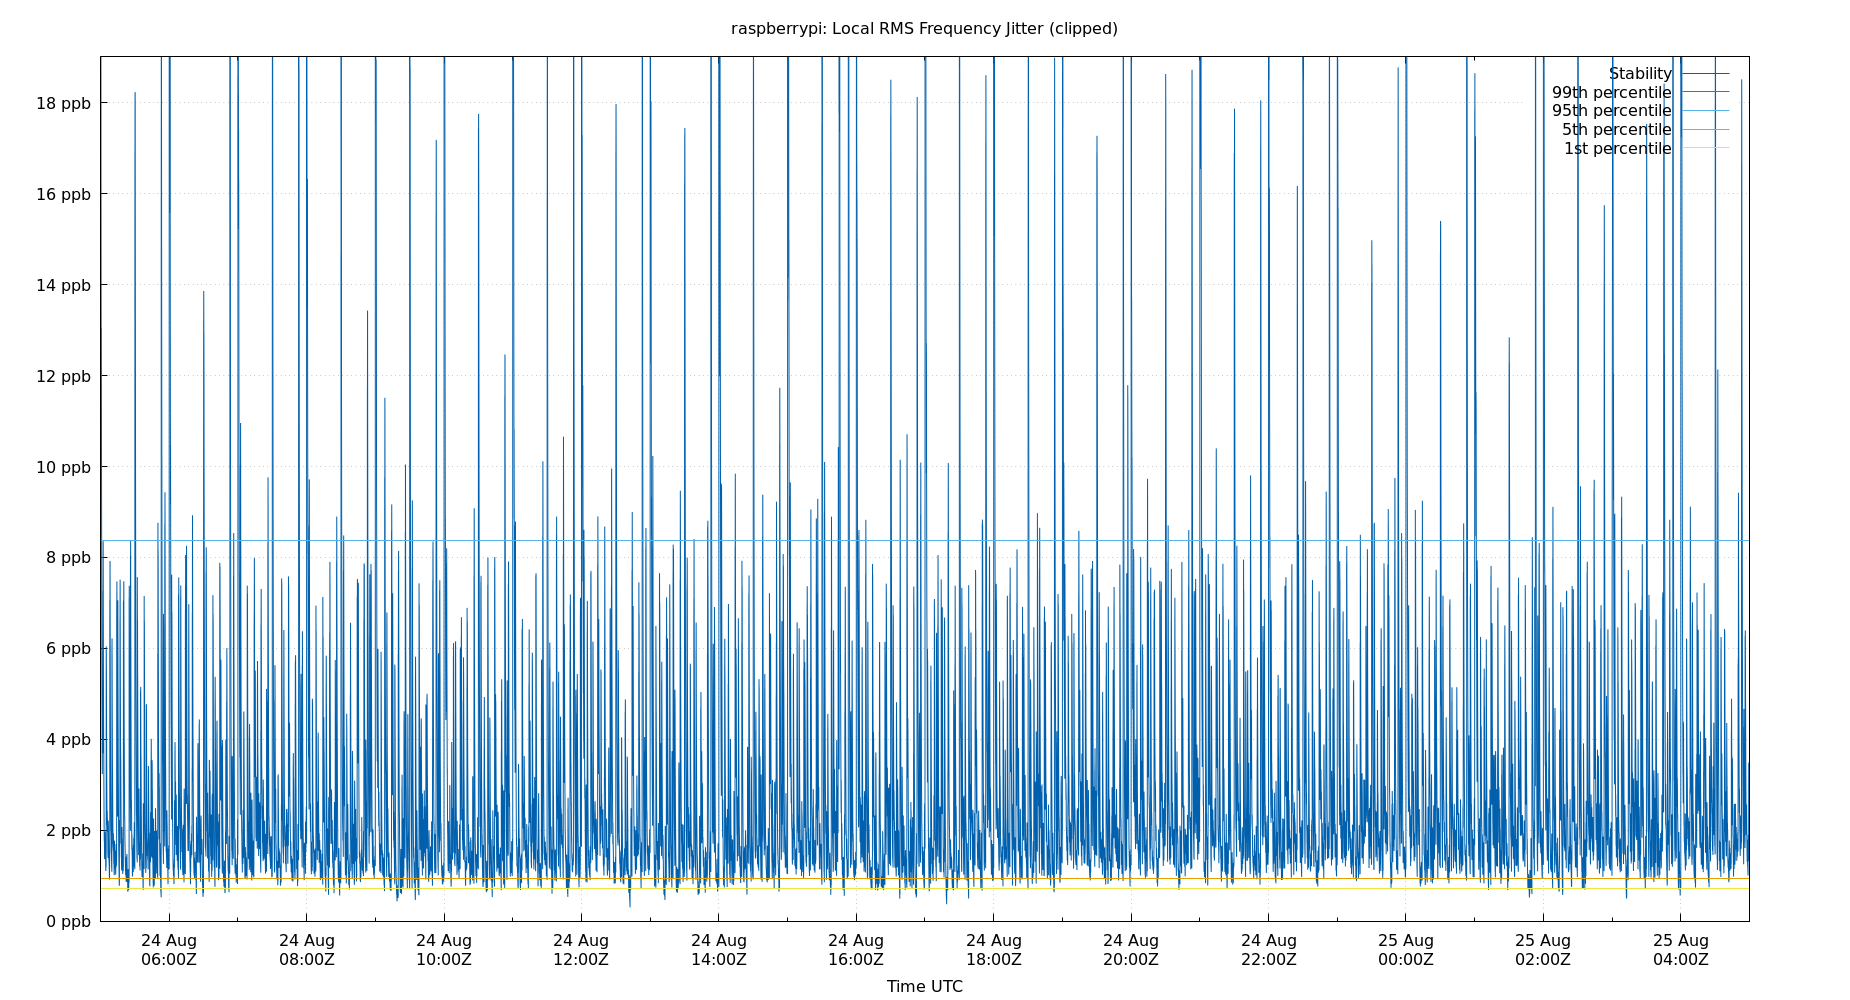 raspberrypi: Local RMS Frequency Jitter (clipped)
Stability
99th percentile
95th percentile
5th percentile
1st percentile
18 ppb
16 ppb
14 ppb
12 ppb
10 ppb
8 ppb
6 ppb
4 ppb
2 ppb
0 ppb
24 Aug 24 Aug 24 Aug 24 Aug 24 Aug 24 Aug 24 Aug 24 Aug 24 Aug 25 Aug 25 Aug 25 Aug
06:00Z 08:00Z 10:00Z 12:00Z 14:00Z 16:00Z 18:00Z 20:00Z 22:00Z 00:00Z 02:00Z 04:00Z
Time UTC